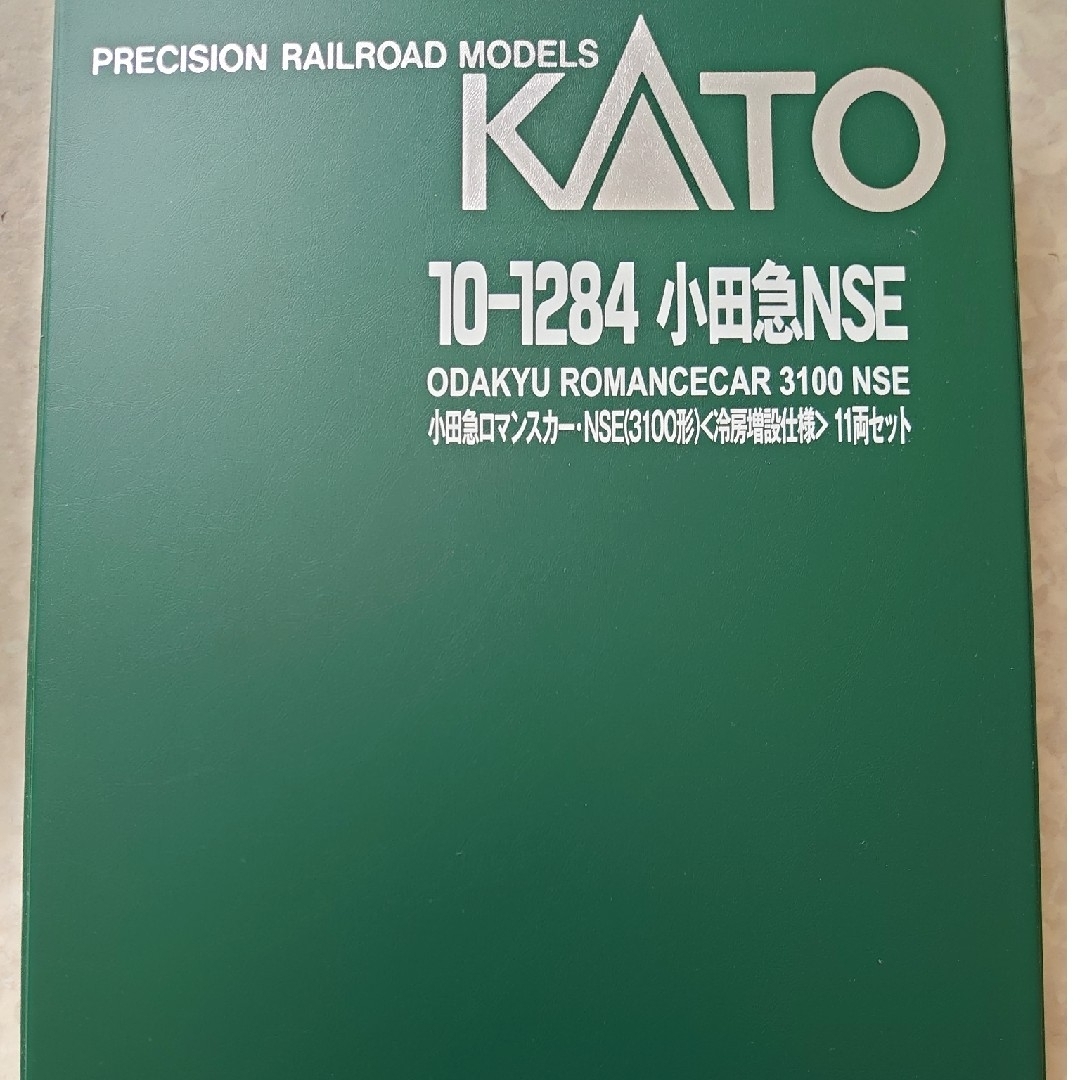 PRECISION RAILROAD MODELS
KATO
10-1284 小田急NSE
ODAKYU ROMANCECAR 3100 NSE
小田急ロマンスカー・NSE(3100形)<冷房増設仕様> 11両セット